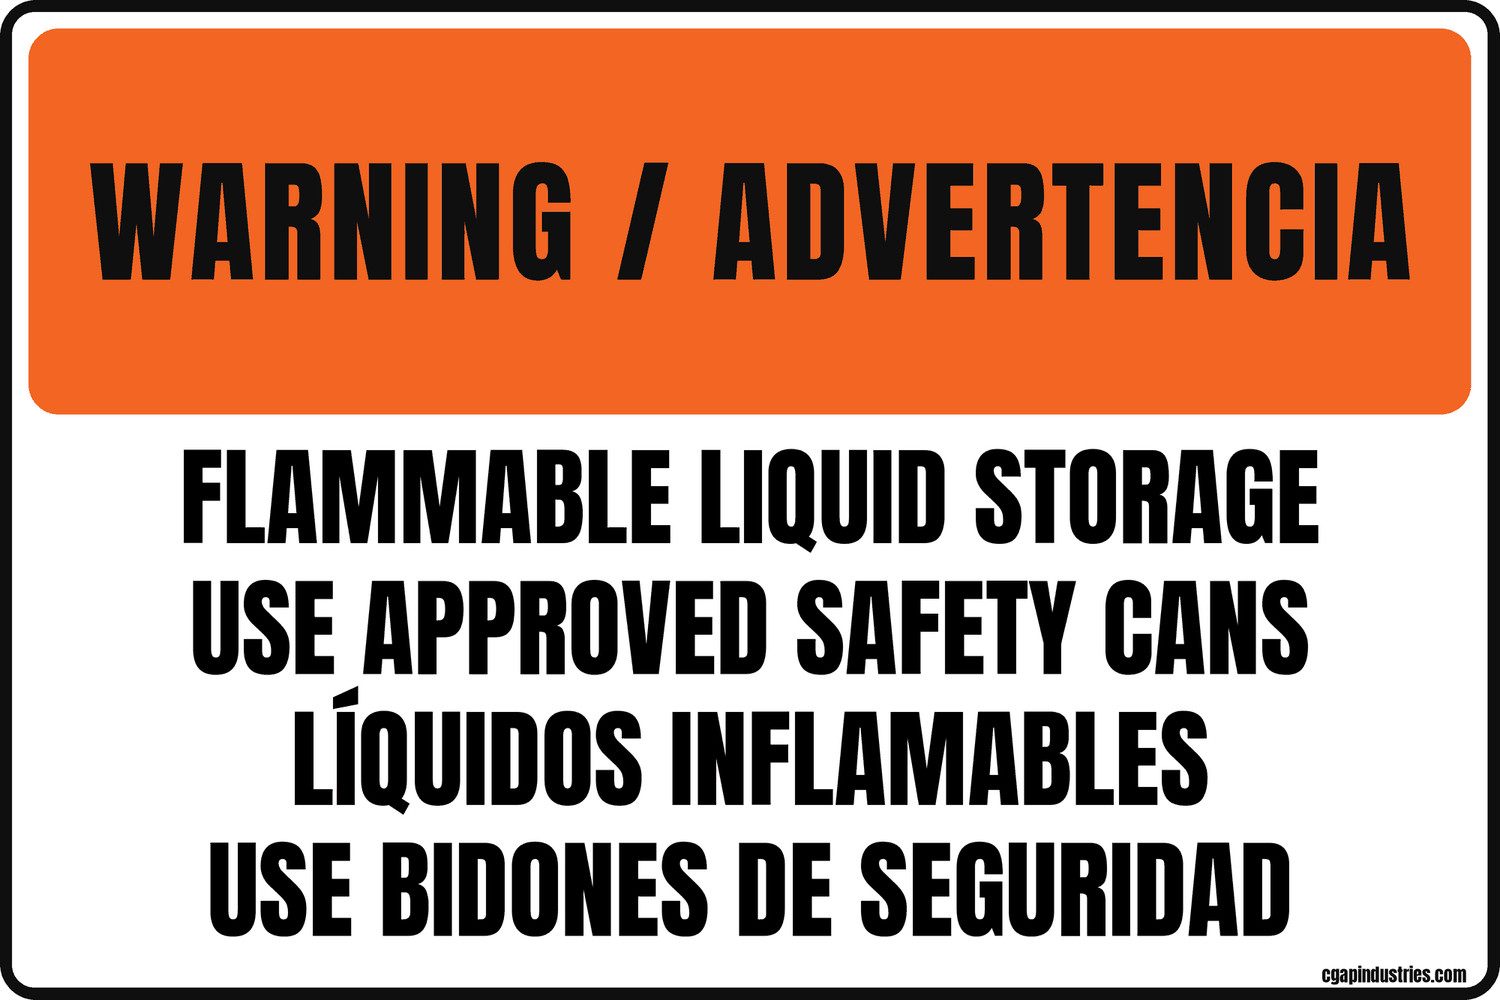 WARNING / ADVERTENCIA
FLAMMABLE LIQUID STORAGE
USE APPROVED SAFETY CANS
LÍQUIDOS INFLAMABLES
USE BIDONES DE SEGURIDAD
cgapindustries.com